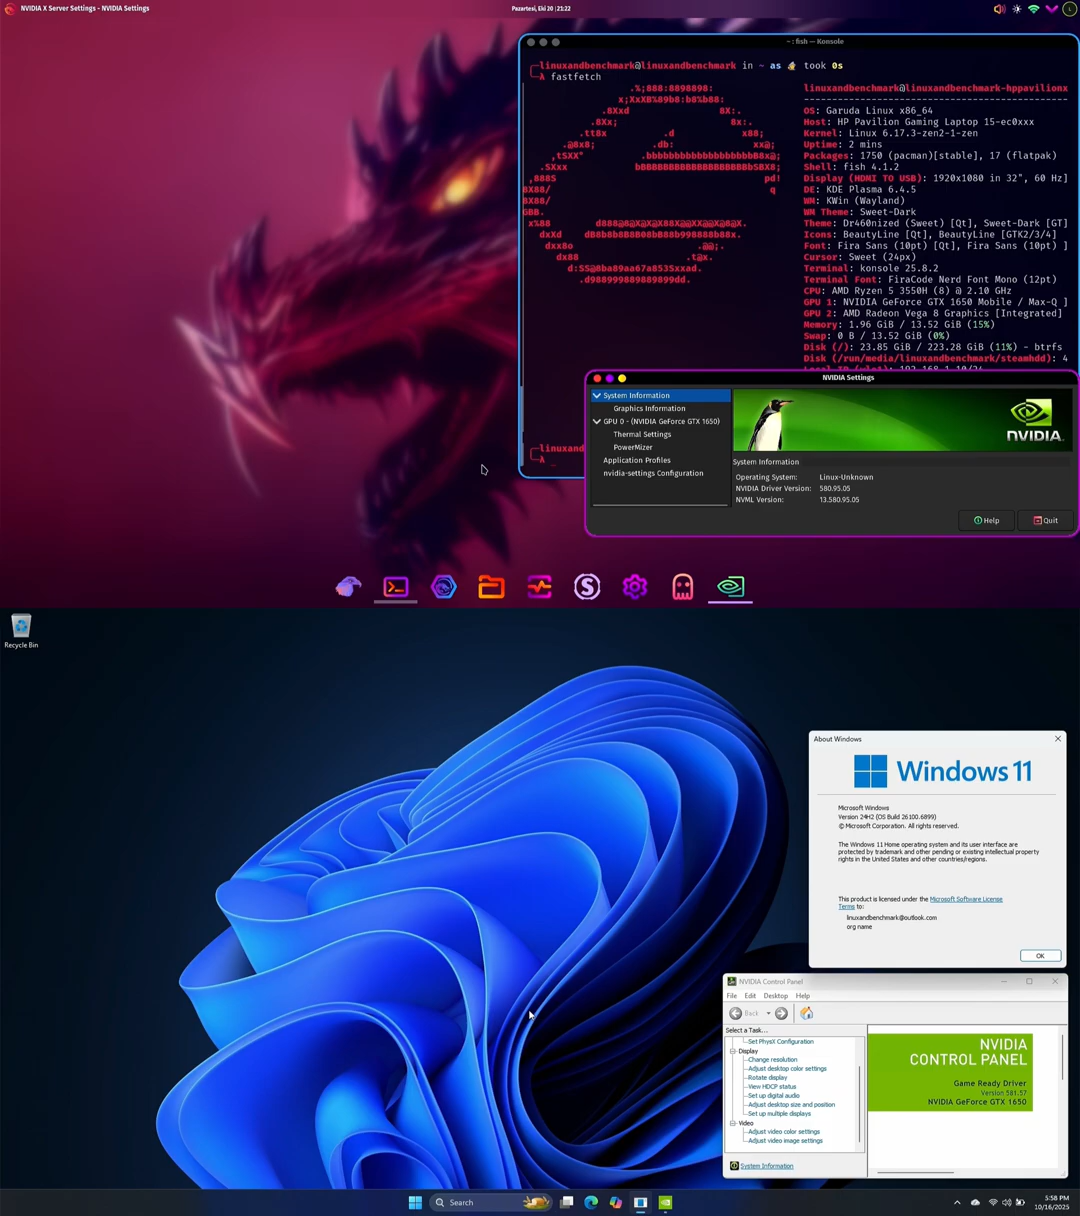 NVIDIA X Server Settings - NVIDIA Settings
Pazartesi, Eki 20 | 21:22
~ : fish — Konsole
linuxandbenchmark@linuxandbenchmark in ~ as took 0s
λ fastfetch
linuxandbenchmark@linuxandbenchmark-hppavilionx
OS: Garuda Linux x86_64
Host: HP Pavilion Gaming Laptop 15-ec0xxx
Kernel: Linux 6.17.3-zen2-1-zen
Uptime: 2 mins
Packages: 1750 (pacman)[stable], 17 (flatpak)
Shell: fish 4.1.2
Display (HDMI TO USB): 1920x1080 in 32", 60 Hz]
DE: KDE Plasma 6.4.5
WM: KWin (Wayland)
WM Theme: Sweet-Dark
Theme: Dr460nized (Sweet) [Qt], Sweet-Dark [GT]
Icons: BeautyLine [Qt], BeautyLine [GTK2/3/4]
Font: Fira Sans (10pt) [Qt], Fira Sans (10pt) ]
Cursor: Sweet (24px)
Terminal: konsole 25.8.2
Terminal Font: FiraCode Nerd Font Mono (12pt)
CPU: AMD Ryzen 5 3550H (8) @ 2.10 GHz
GPU 1: NVIDIA GeForce GTX 1650 Mobile / Max-Q ]
GPU 2: AMD Radeon Vega 8 Graphics [Integrated]
Memory: 1.96 GiB / 13.52 GiB (15%)
Swap: 0 B / 13.52 GiB (0%)
Disk (/): 23.85 GiB / 223.28 GiB (11%) - btrfs
Disk (/run/media/linuxandbenchmark/steamhdd): 4
linuxand
λ
NVIDIA Settings
System Information
Graphics Information
GPU 0 - (NVIDIA GeForce GTX 1650)
Thermal Settings
PowerMizer
Application Profiles
nvidia-settings Configuration
NVIDIA.
System Information
Operating System: Linux-Unknown
NVIDIA Driver Version: 580.95.05
NVML Version: 13.580.95.05
Help
Quit
Recycle Bin
About Windows
Windows 11
Microsoft Windows
Version 24H2 (OS Build 26100.6899)
© Microsoft Corporation. All rights reserved.
The Windows 11 Home operating system and its user interface are
protected by trademark and other pending or existing intellectual property
rights in the United States and other countries/regions.
This product is licensed under the Microsoft Software License
Terms to:
linuxandbenchmark@outlook.com
org name
OK
NVIDIA Control Panel
File Edit Desktop Help
Back
Select a Task...
Set PhysX Configuration
Display
Change resolution
Adjust desktop color settings
Rotate display
View HDCP status
Set up digital audio
Adjust desktop size and position
Set up multiple displays
Video
Adjust video color settings
Adjust video image settings
System Information
NVIDIA
CONTROL PANEL
Game Ready Driver
Version 581.57
NVIDIA GeForce GTX 1650
Search
5:58 PM
10/16/2025